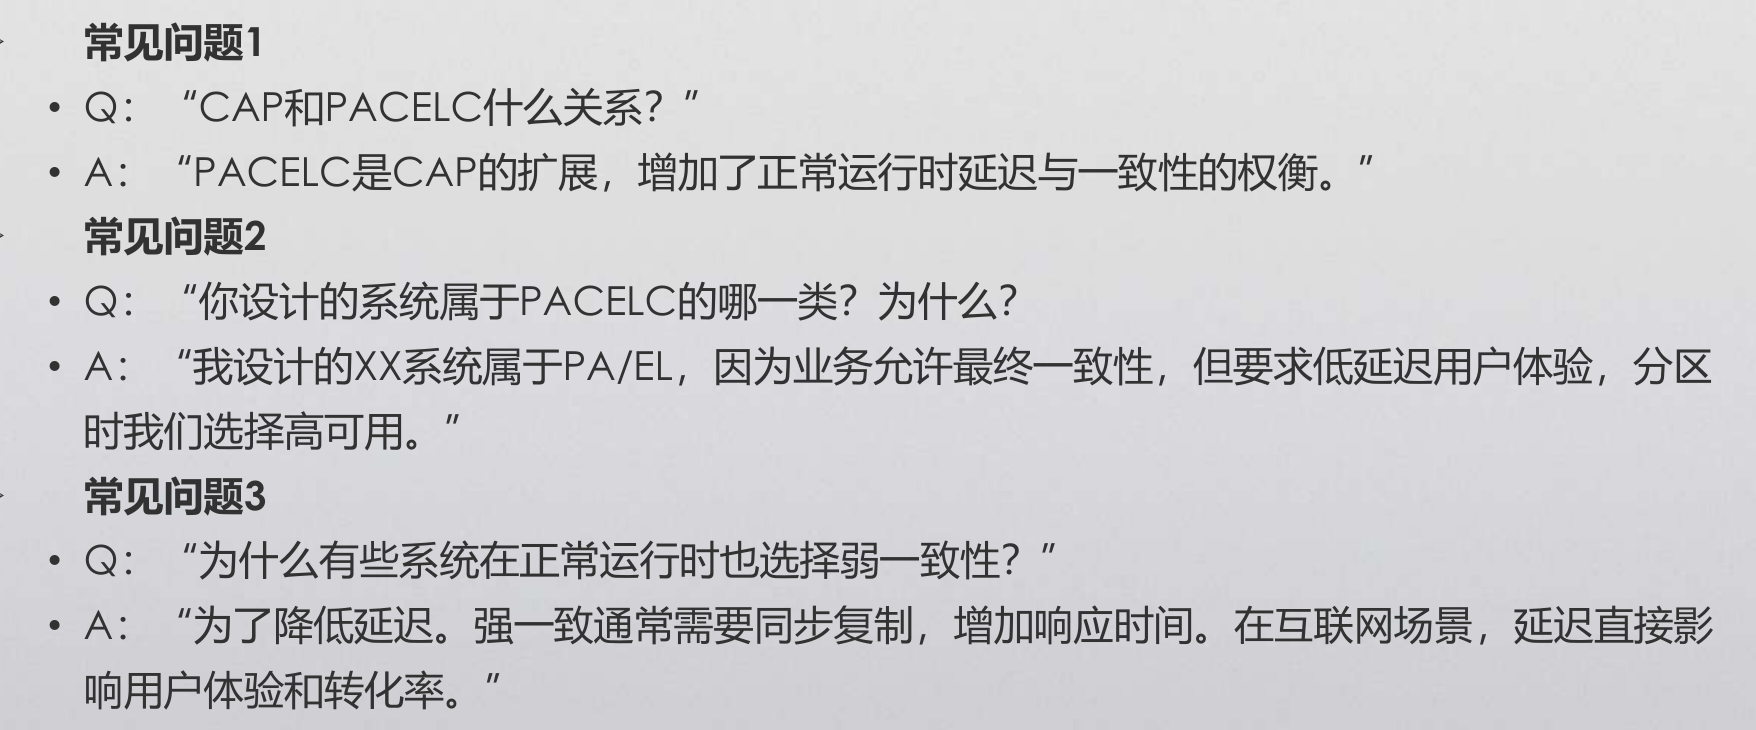 常见问题1
• Q： “CAP和PACELC什么关系？”
• A： “PACELC是CAP的扩展，增加了正常运行时延迟与一致性的权衡。”
常见问题2
• Q： “你设计的系统属于PACELC的哪一类？为什么？
• A： “我设计的XX系统属于PA/EL，因为业务允许最终一致性，但要求低延迟用户体验，分区
时我们选择高可用。”
常见问题3
• Q： “为什么有些系统在正常运行时也选择弱一致性？”
• A： “为了降低延迟。强一致通常需要同步复制，增加响应时间。在互联网场景，延迟直接影
响用户体验和转化率。”